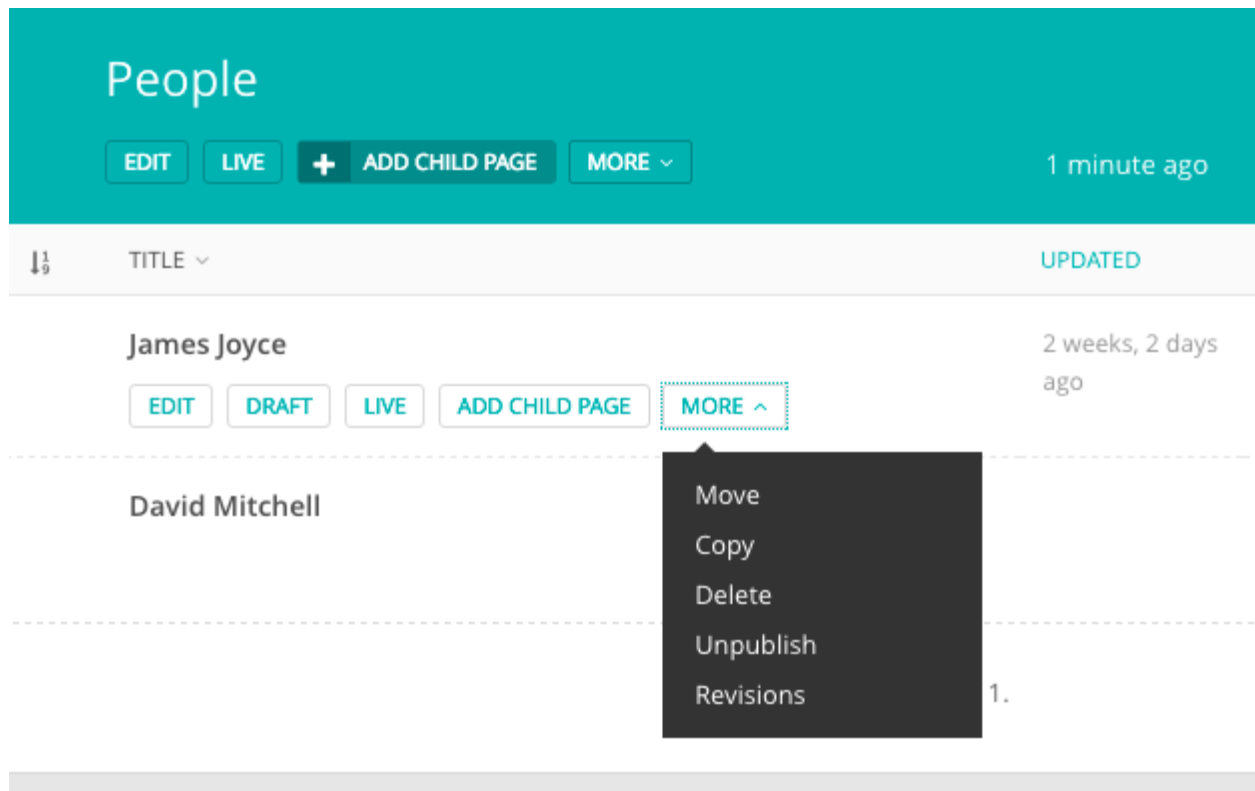 People
EDIT LIVE + ADD CHILD PAGE MORE 1 minute ago
TITLE UPDATED
James Joyce 2 weeks, 2 days
ago
EDIT DRAFT LIVE ADD CHILD PAGE MORE
Move
David Mitchell
Copy
Delete
Unpublish
Revisions 1.